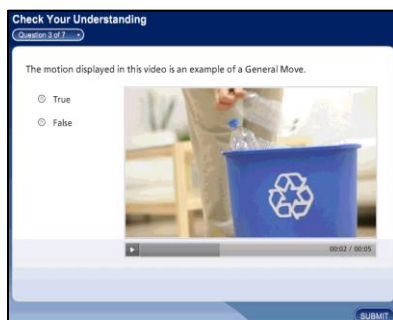 Check Your Understanding
Question 3 of 7
The motion displayed in this video is an example of a General Move.
True
False
00:02 / 00:05
SUBMIT